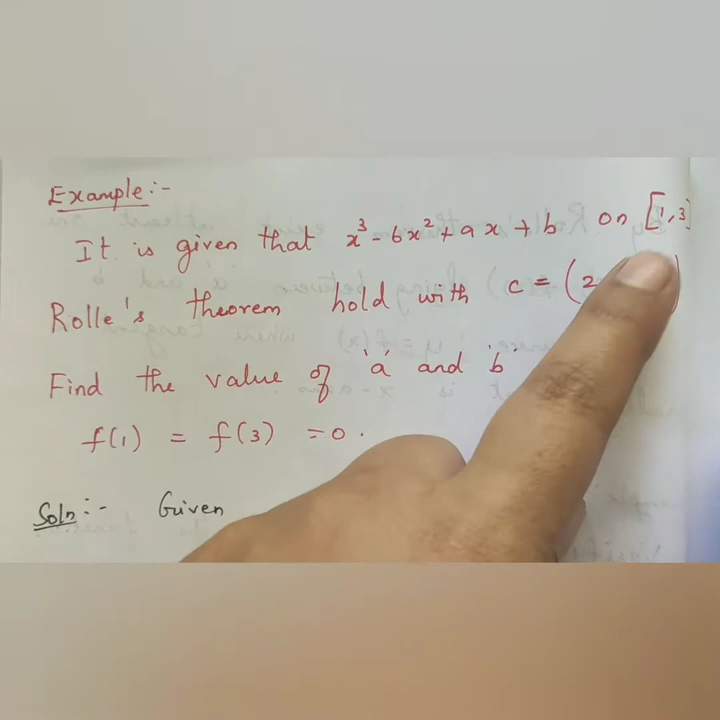 Example:-
It is given that x³ - 6x² + ax + b on [1,3]
Rolle's theorem hold with c = (2
Find the value of 'a' and 'b'
f(1) = f(3) = 0.
Soln:- Given